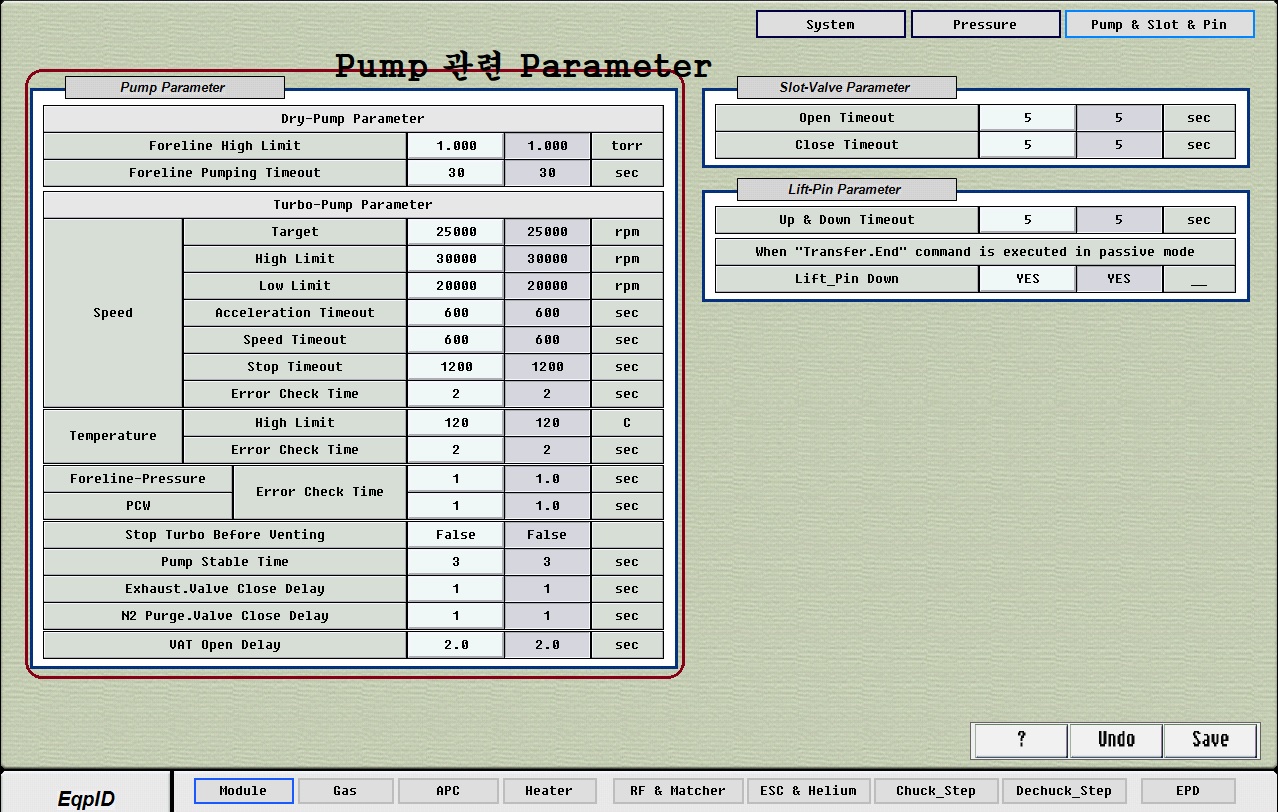 System Pressure Pump & Slot & Pin
Pump 관련 Parameter
Pump Parameter
Dry-Pump Parameter
Foreline High Limit 1.000 1.000 torr
Foreline Pumping Timeout 30 30 sec
Turbo-Pump Parameter
Speed
Target 25000 25000 rpm
High Limit 30000 30000 rpm
Low Limit 20000 20000 rpm
Acceleration Timeout 600 600 sec
Speed Timeout 600 600 sec
Stop Timeout 1200 1200 sec
Error Check Time 2 2 sec
Temperature
High Limit 120 120 C
Error Check Time 2 2 sec
Foreline-Pressure Error Check Time 1 1.0 sec
PCW 1 1.0 sec
Stop Turbo Before Venting False False
Pump Stable Time 3 3 sec
Exhaust.Valve Close Delay 1 1 sec
N2 Purge.Valve Close Delay 1 1 sec
VAT Open Delay 2.0 2.0 sec
Slot-Valve Parameter
Open Timeout 5 5 sec
Close Timeout 5 5 sec
Lift-Pin Parameter
Up & Down Timeout 5 5 sec
When "Transfer.End" command is executed in passive mode
Lift_Pin Down YES YES __
? Undo Save
EqpID Module Gas APC Heater RF & Matcher ESC & Helium Chuck_Step Dechuck_Step EPD